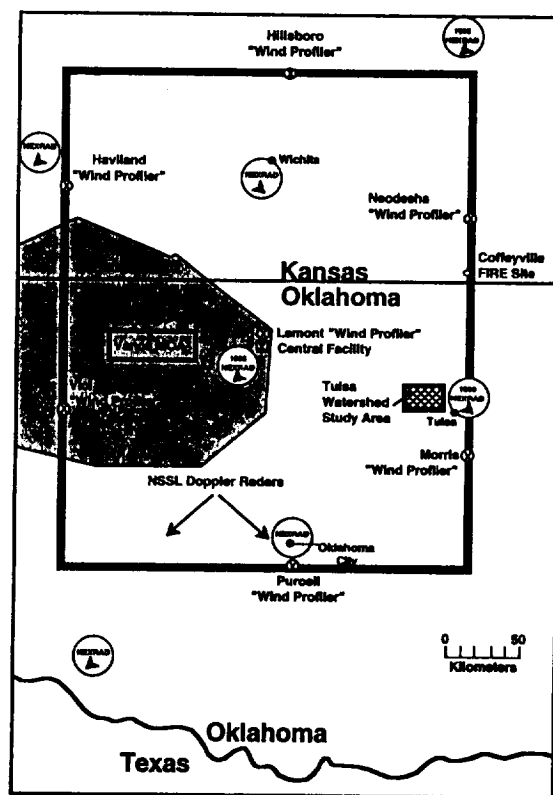 Hillsboro
"Wind Profiler"
NEXRAD
NEXRAD
Haviland
"Wind Profiler"
Wichita
NEXRAD
Neodesha
"Wind Profiler"
Coffeyville
FIRE Site
Kansas
Oklahoma
Lamont "Wind Profiler"
Central Facility
NEXRAD
Tulsa
Watershed
Study Area
NEXRAD
Tulsa
Morris
"Wind Profiler"
NSSL Doppler Radars
NEXRAD
Oklahoma
City
Purcell
"Wind Profiler"
NEXRAD
0 50
Kilometers
Oklahoma
Texas